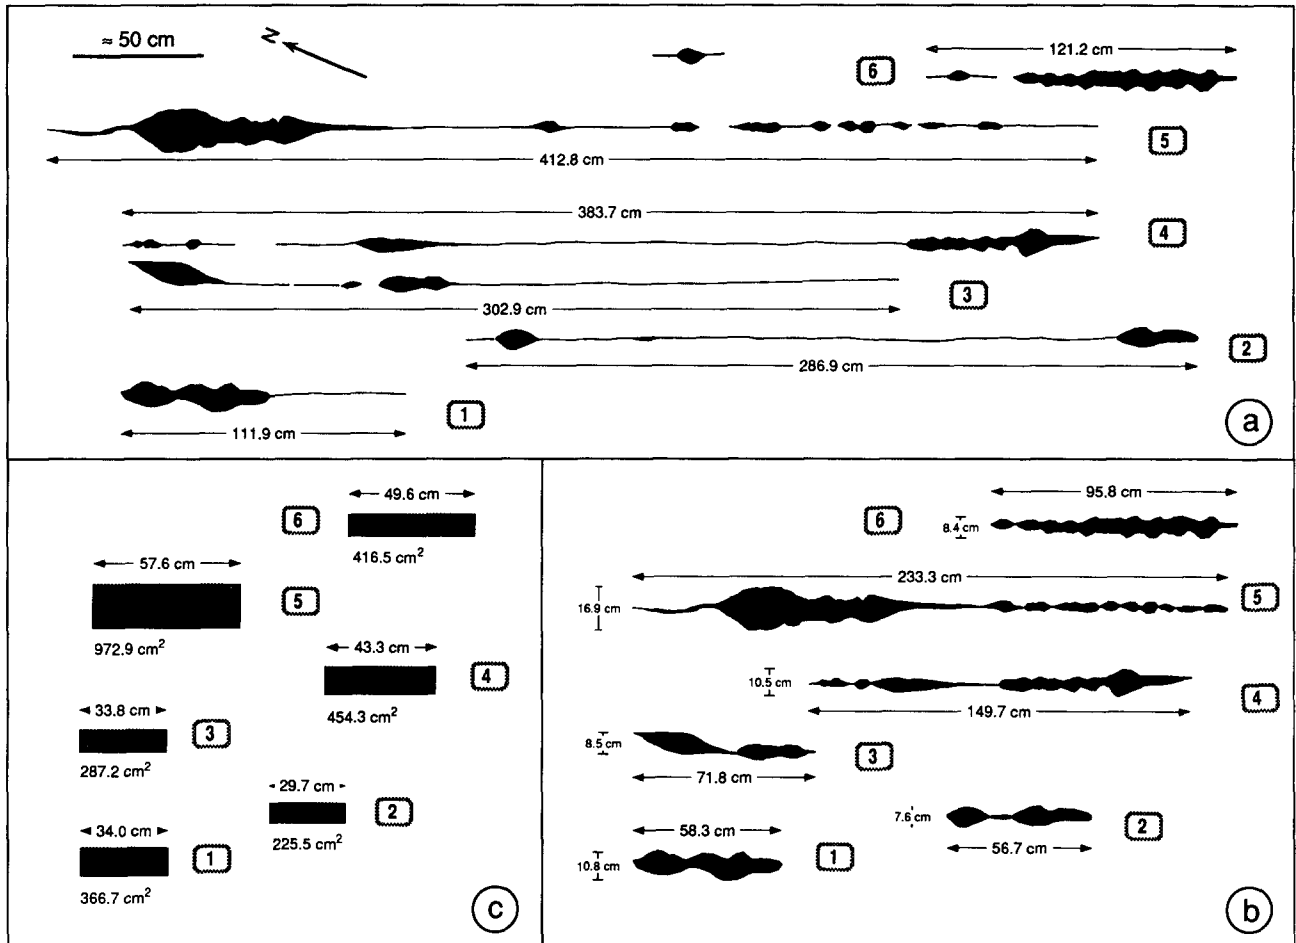 ≈ 50 cm
N
6
121.2 cm
5
412.8 cm
383.7 cm
4
3
302.9 cm
2
286.9 cm
1
111.9 cm
a
49.6 cm
6
416.5 cm²
57.6 cm
5
972.9 cm²
43.3 cm
4
454.3 cm²
33.8 cm
3
287.2 cm²
29.7 cm
2
225.5 cm²
34.0 cm
1
366.7 cm²
c
95.8 cm
6
8.4 cm
233.3 cm
5
16.9 cm
10.5 cm
4
149.7 cm
8.5 cm
3
71.8 cm
7.6 cm
2
56.7 cm
58.3 cm
1
10.8 cm
b